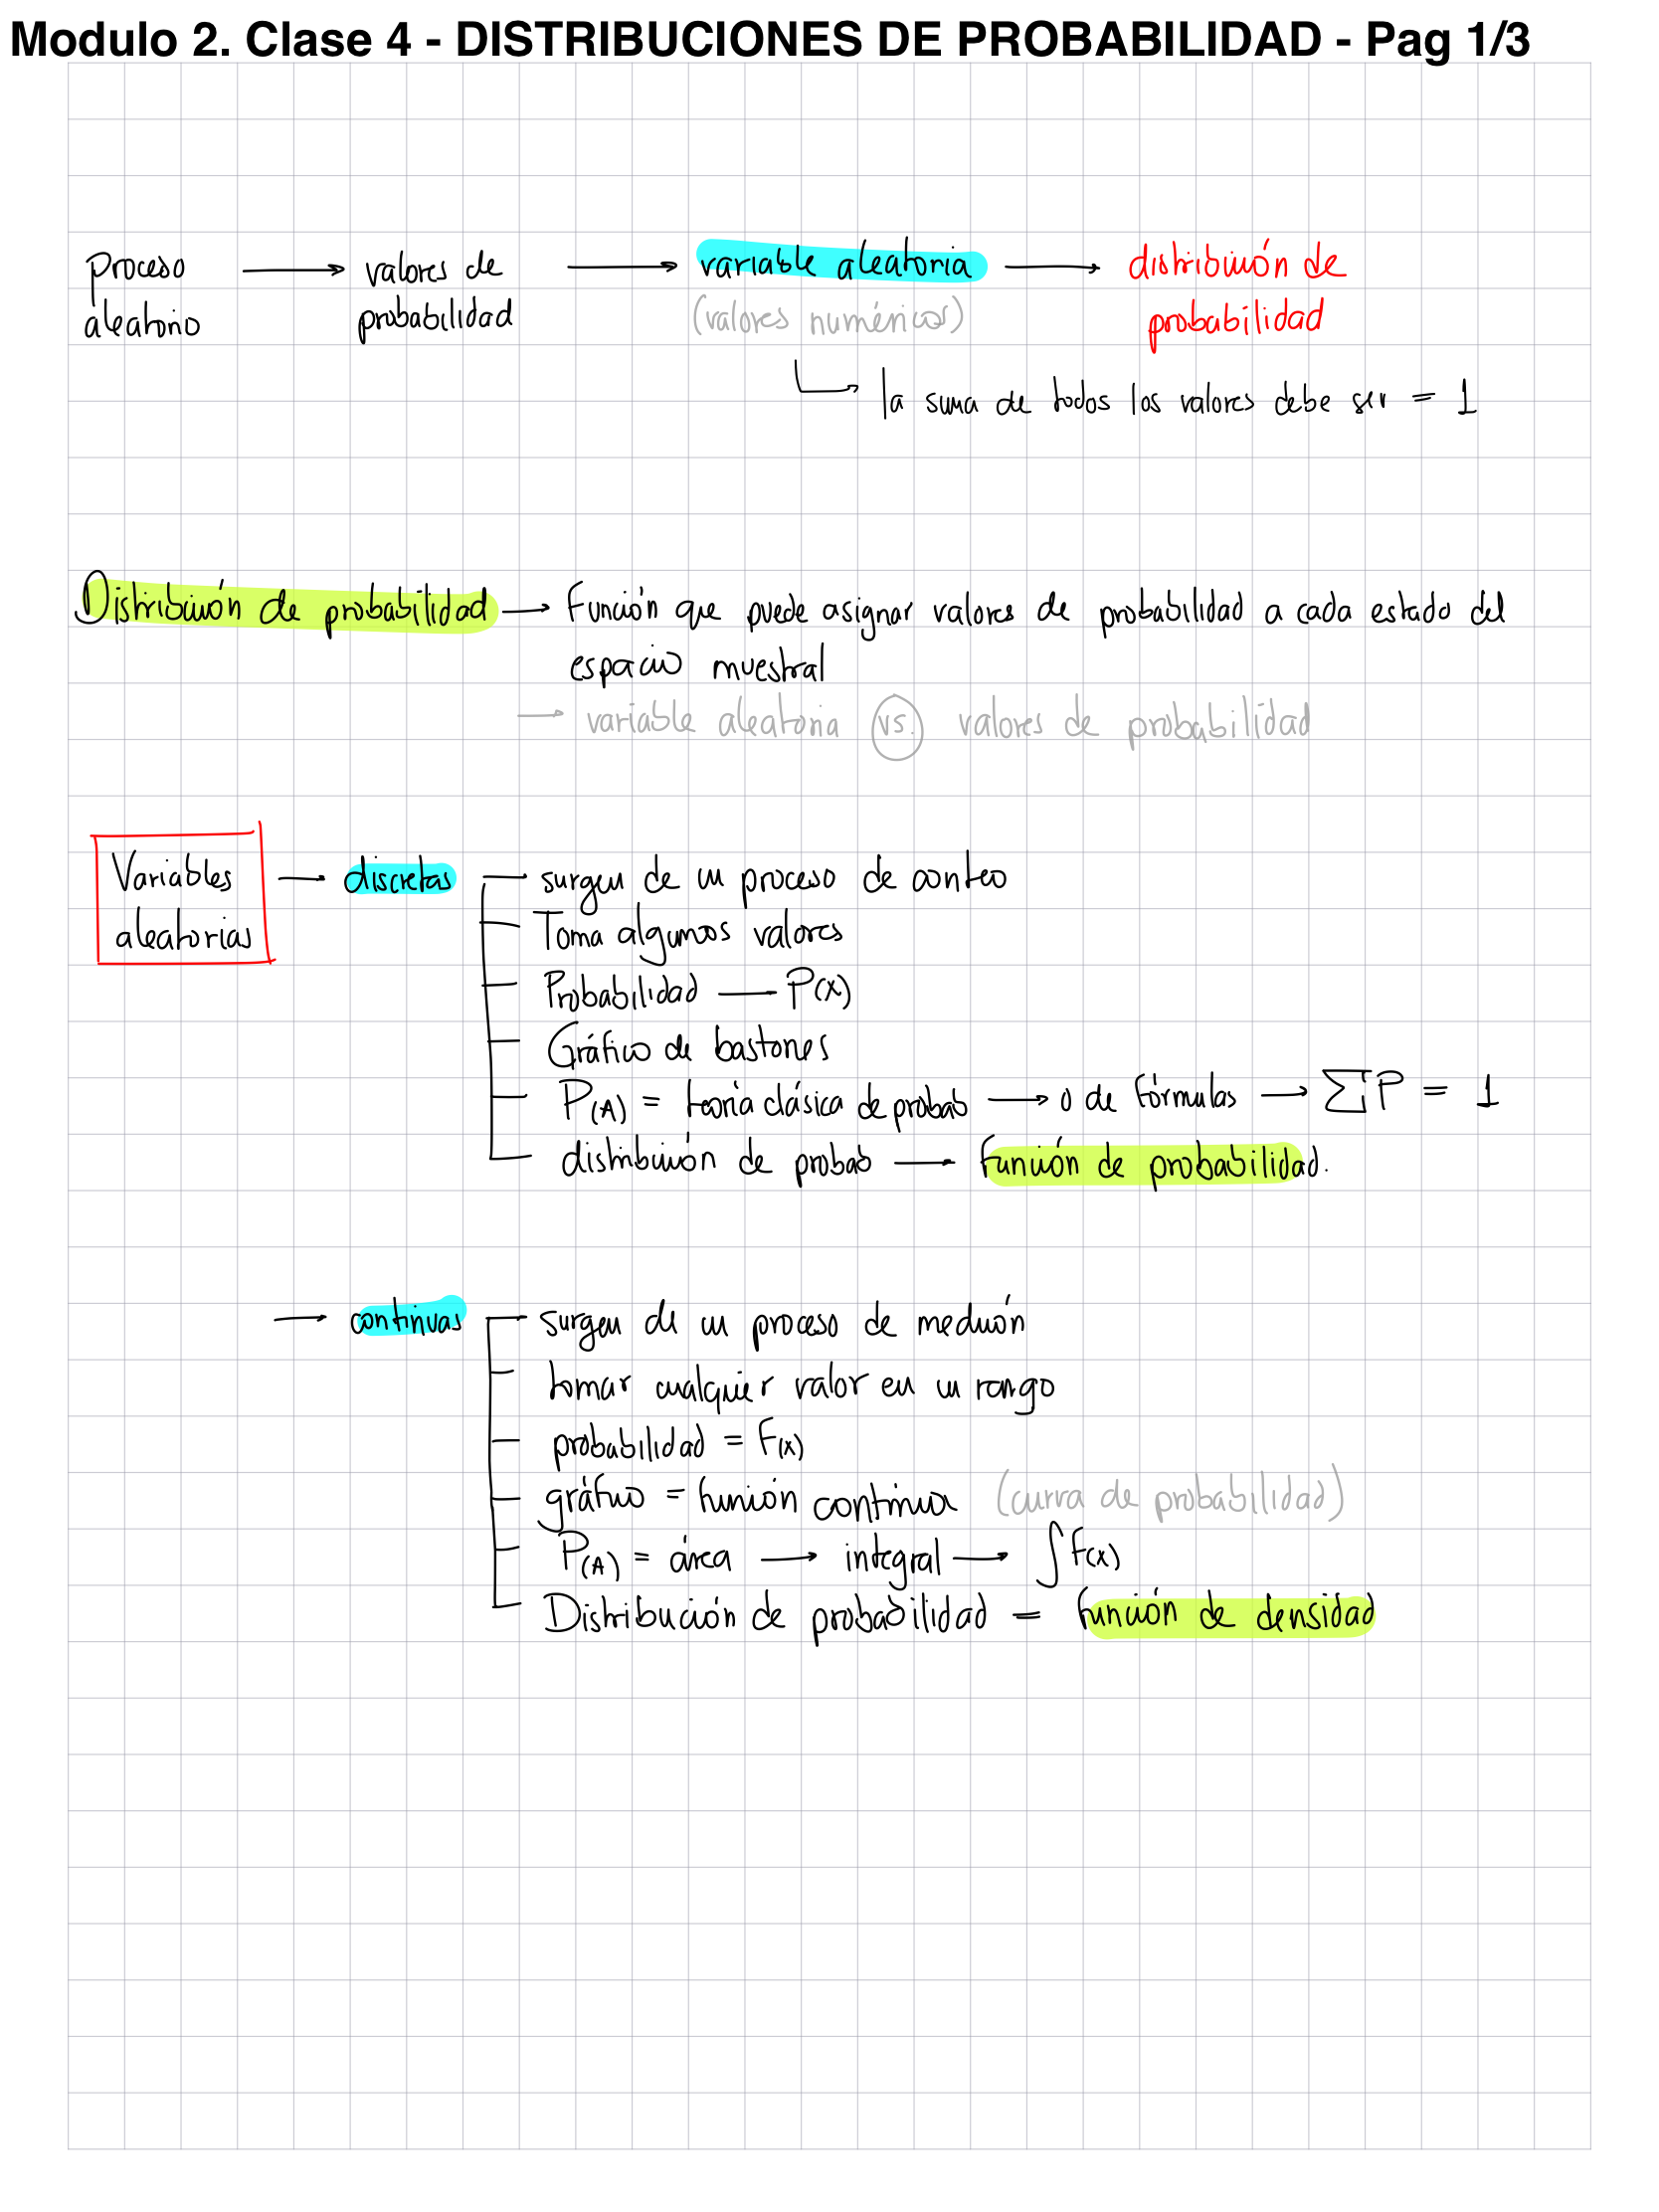 Modulo 2. Clase 4 - DISTRIBUCIONES DE PROBABILIDAD - Pag 1/3
Proceso aleatorio → valores de probabilidad → variable aleatoria (valores numéricos) → distribución de probabilidad
↳ la suma de todos los valores debe ser = 1
Distribución de probabilidad → Función que puede asignar valores de probabilidad a cada estado del
espacio muestral
→ variable aleatoria vs. valores de probabilidad
Variables aleatorias → discretas — surgen de un proceso de conteo
Toma algunos valores
Probabilidad — P(x)
Gráfico de bastones
P(A) = teoria clásica de probab → o de fórmulas → ∑P = 1
distribución de probab — función de probabilidad.
→ continuas — surgen de un proceso de medición
tomar cualquier valor en un rango
probabilidad = F(x)
gráfico = función continua (curva de probabilidad)
P(A) = área → integral → ∫F(x)
Distribución de probabilidad = función de densidad